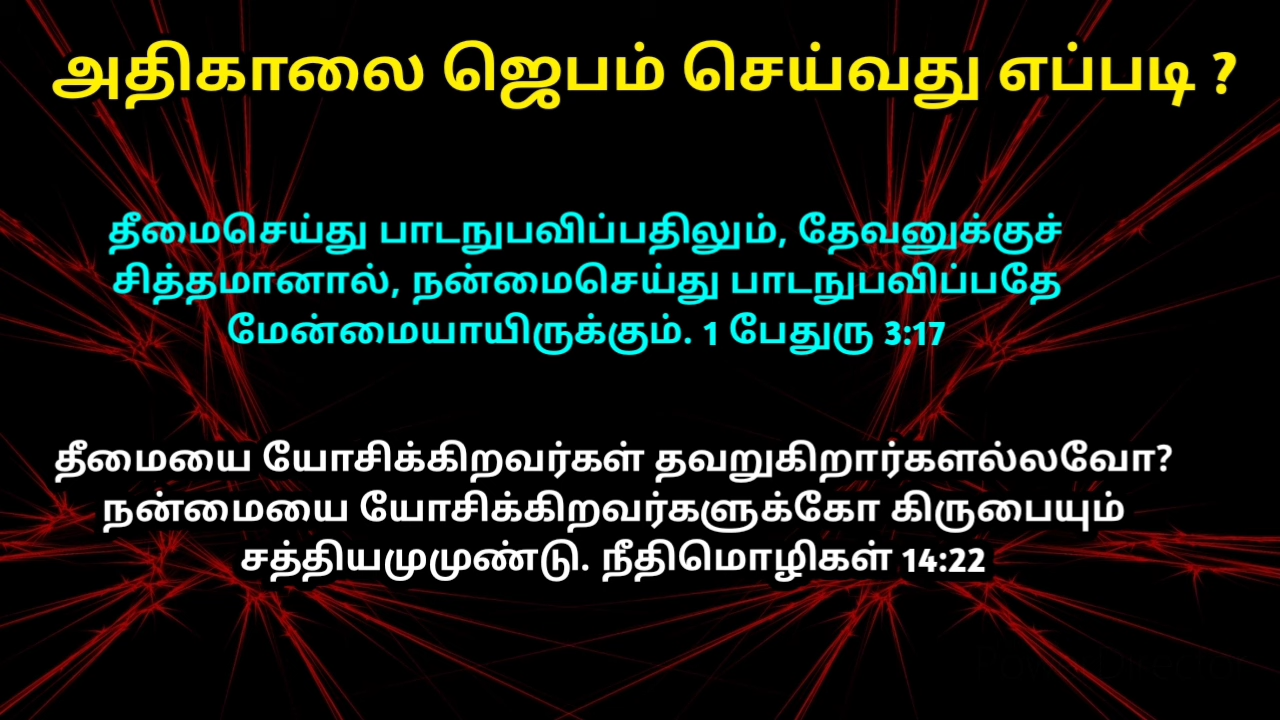 அதிகாலை ஜெபம் செய்வது எப்படி ?
தீமைசெய்து பாடநுபவிப்பதிலும், தேவனுக்குச்
சித்தமானால், நன்மைசெய்து பாடநுபவிப்பதே
மேன்மையாயிருக்கும். 1 பேதுரு 3:17
தீமையை யோசிக்கிறவர்கள் தவறுகிறார்களல்லவோ?
நன்மையை யோசிக்கிறவர்களுக்கோ கிருபையும்
சத்தியமுமுண்டு. நீதிமொழிகள் 14:22